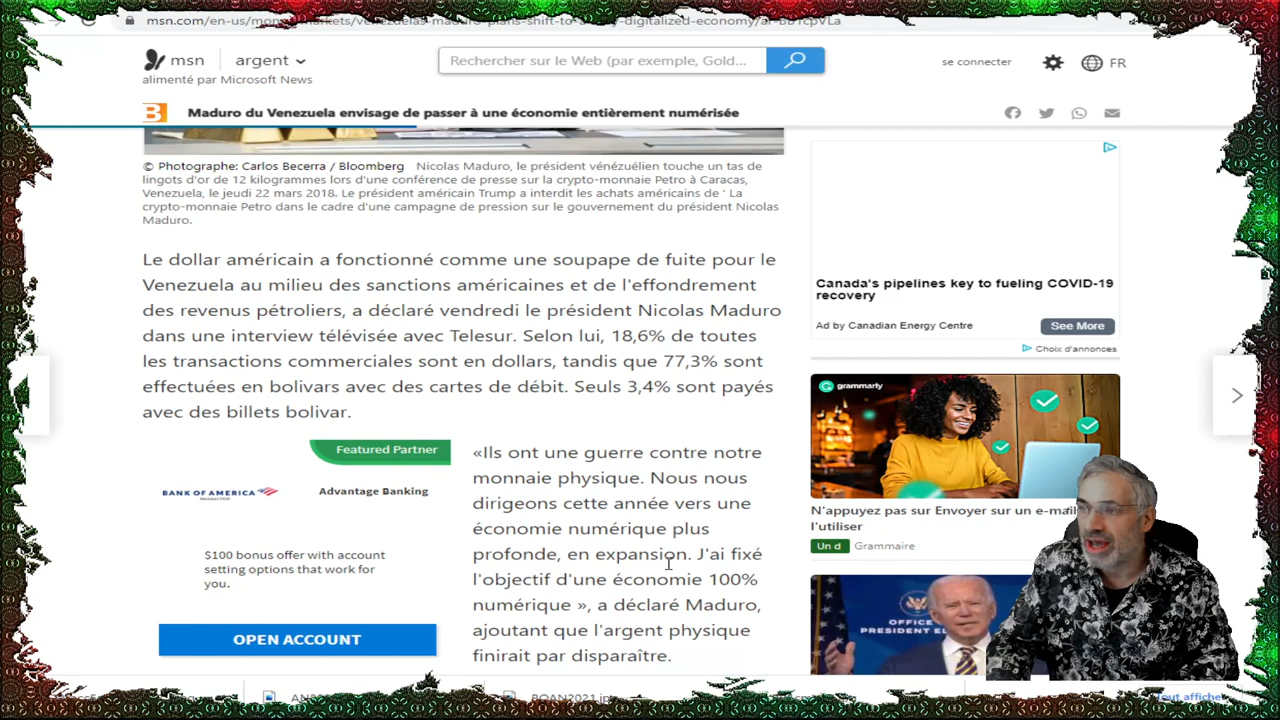 msn.com/en-us/money/markets/venezuelas-maduro-plans-shift-to-a-fully-digitalized-economy/ar-BB1cpVLa
msn argent
alimenté par Microsoft News
Rechercher sur le Web (par exemple, Gold...
se connecter
FR
B Maduro du Venezuela envisage de passer à une économie entièrement numérisée
© Photographe: Carlos Becerra / Bloomberg Nicolas Maduro, le président vénézuélien touche un tas de
lingots d'or de 12 kilogrammes lors d'une conférence de presse sur la crypto-monnaie Petro à Caracas,
Venezuela, le jeudi 22 mars 2018. Le président américain Trump a interdit les achats américains de ' La
crypto-monnaie Petro dans le cadre d'une campagne de pression sur le gouvernement du président Nicolas
Maduro.
Le dollar américain a fonctionné comme une soupape de fuite pour le
Venezuela au milieu des sanctions américaines et de l'effondrement
des revenus pétroliers, a déclaré vendredi le président Nicolas Maduro
dans une interview télévisée avec Telesur. Selon lui, 18,6% de toutes
les transactions commerciales sont en dollars, tandis que 77,3% sont
effectuées en bolivars avec des cartes de débit. Seuls 3,4% sont payés
avec des billets bolivar.
Featured Partner
BANK OF AMERICA
Advantage Banking
$100 bonus offer with account
setting options that work for
you.
OPEN ACCOUNT
«Ils ont une guerre contre notre
monnaie physique. Nous nous
dirigeons cette année vers une
économie numérique plus
profonde, en expansion. J'ai fixé
l'objectif d'une économie 100%
numérique », a déclaré Maduro,
ajoutant que l'argent physique
finirait par disparaître.
Canada's pipelines key to fueling COVID-19
recovery
Ad by Canadian Energy Centre
See More
Choix d'annonces
grammarly
N'appuyez pas sur Envoyer sur un e-mail
l'utiliser
Un d Grammaire
OFFICE
PRESIDENT EL
BOAN2021.jp
Tout affiche